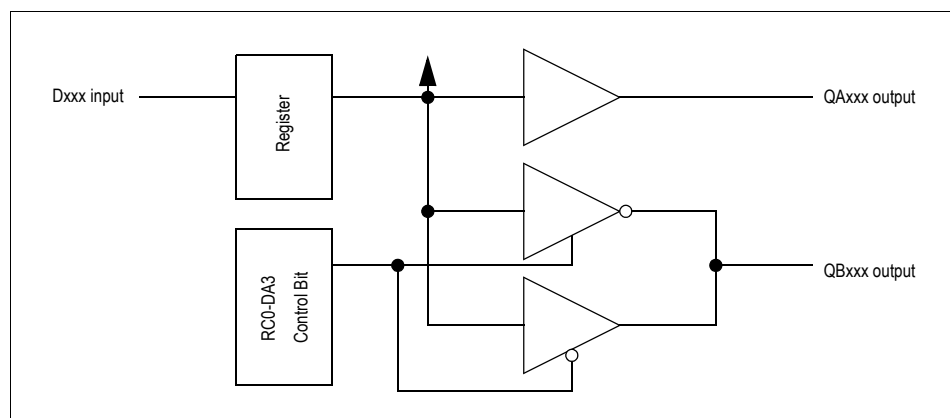 Dxxx input
Register
QAxxx output
RC0-DA3
Control Bit
QBxxx output